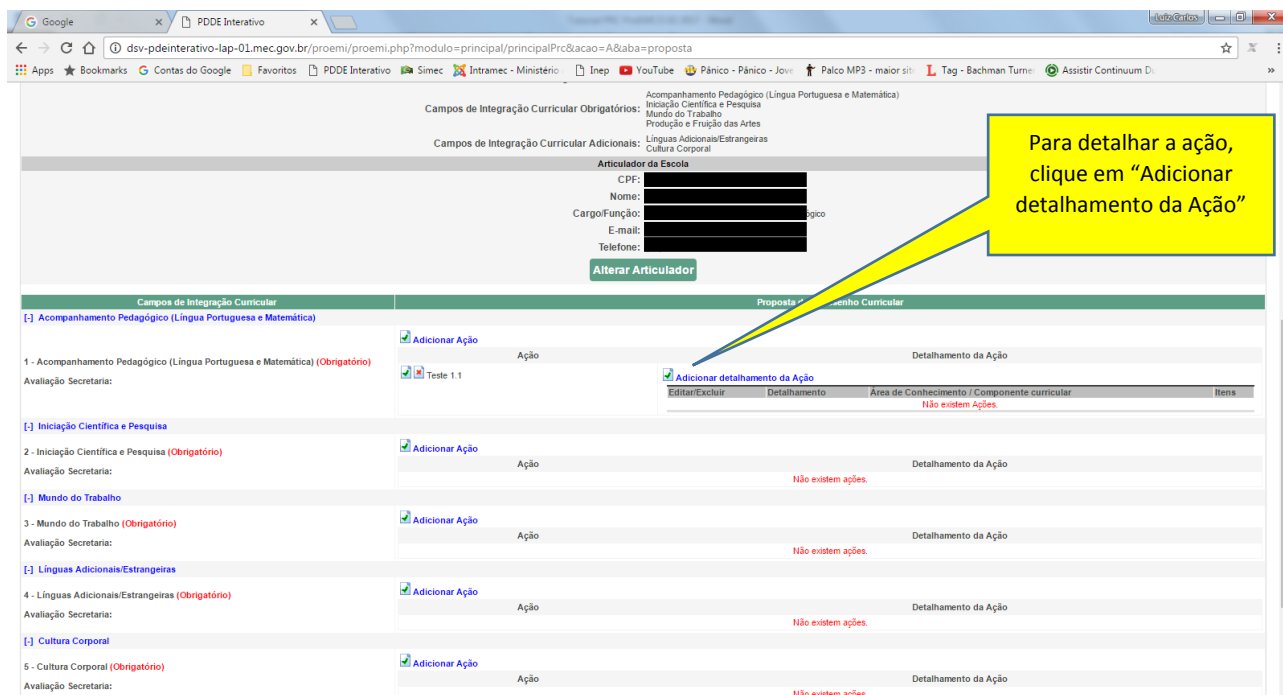 Google
PDDE Interativo
Luiz Carlos
dsv-pdeinterativo-lap-01.mec.gov.br/proemi/proemi.php?modulo=principal/principalPrc&acao=A&aba=proposta
Apps Bookmarks Contas do Google Favoritos PDDE Interativo Simec Intramec - Ministério Inep YouTube Pânico - Pânico - Jove Palco MP3 - maior site Tag - Bachman Turner Assistir Continuum D
Campos de Integração Curricular Obrigatórios:
Acompanhamento Pedagógico (Língua Portuguesa e Matemática)
Iniciação Científica e Pesquisa
Mundo do Trabalho
Produção e Fruição das Artes
Campos de Integração Curricular Adicionais:
Línguas Adicionais/Estrangeiras
Cultura Corporal
Para detalhar a ação,
clique em “Adicionar
detalhamento da Ação”
Articulador da Escola
CPF:
Nome:
Cargo/Função: ógico
E-mail:
Telefone:
Alterar Articulador
Campos de Integração Curricular Proposta de senho Curricular
[-] Acompanhamento Pedagógico (Língua Portuguesa e Matemática)
Adicionar Ação
1 - Acompanhamento Pedagógico (Língua Portuguesa e Matemática) (Obrigatório)
Avaliação Secretaria:
Ação Detalhamento da Ação
Teste 1.1
Adicionar detalhamento da Ação
Editar/Excluir Detalhamento Área de Conhecimento / Componente curricular Itens
Não existem Ações.
[-] Iniciação Científica e Pesquisa
2 - Iniciação Científica e Pesquisa (Obrigatório)
Avaliação Secretaria:
Adicionar Ação
Ação Detalhamento da Ação
Não existem ações.
[-] Mundo do Trabalho
3 - Mundo do Trabalho (Obrigatório)
Avaliação Secretaria:
Adicionar Ação
Ação Detalhamento da Ação
Não existem ações.
[-] Línguas Adicionais/Estrangeiras
4 - Línguas Adicionais/Estrangeiras (Obrigatório)
Avaliação Secretaria:
Adicionar Ação
Ação Detalhamento da Ação
Não existem ações.
[-] Cultura Corporal
5 - Cultura Corporal (Obrigatório)
Avaliação Secretaria:
Adicionar Ação
Ação Detalhamento da Ação
Não existem ações.